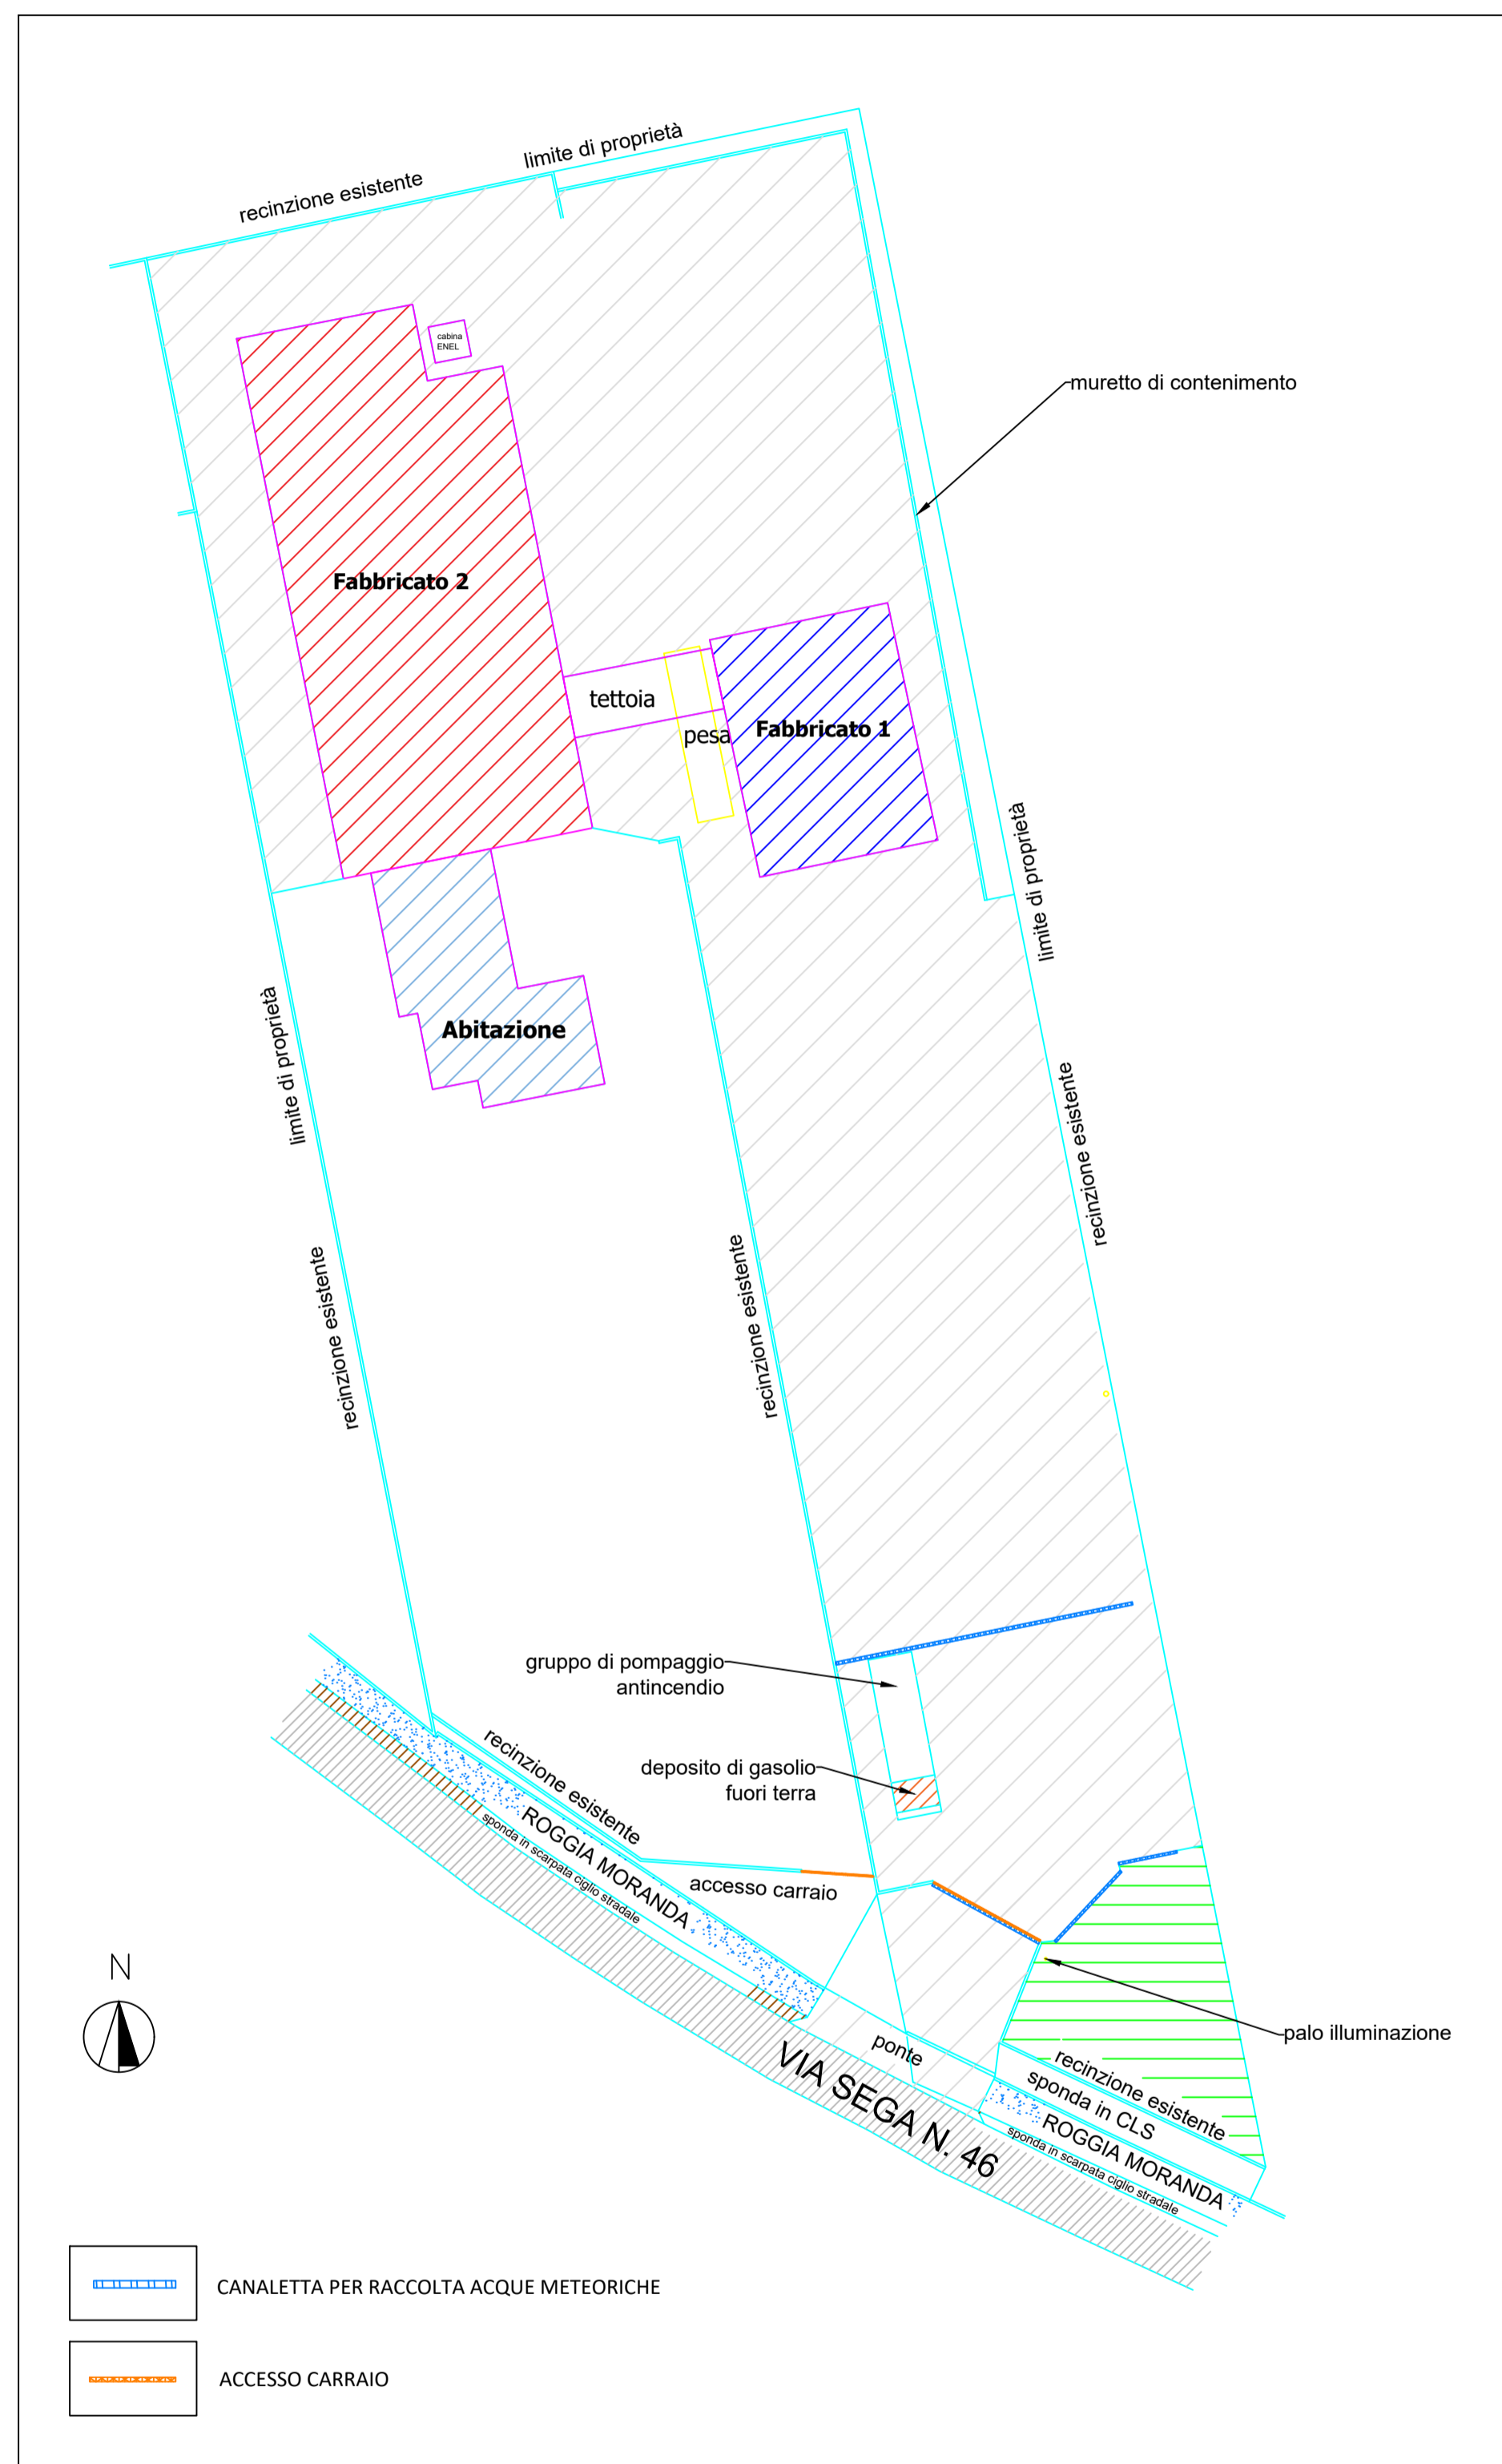 limite di proprietà
recinzione esistente
cabina
ENEL
muretto di contenimento
Fabbricato 2
tettoia
pesa
Fabbricato 1
limite di proprietà
Abitazione
limite di proprietà
recinzione esistente
recinzione esistente
recinzione esistente
gruppo di pompaggio
antincendio
recinzione esistente
deposito di gasolio
fuori terra
ROGGIA MORANDA
sponda in scarpata ciglio stradale
accesso carraio
N
palo illuminazione
ponte
recinzione esistente
sponda in CLS
VIA SEGA N. 46
ROGGIA MORANDA
sponda in scarpata ciglio stradale
CANALETTA PER RACCOLTA ACQUE METEORICHE
ACCESSO CARRAIO